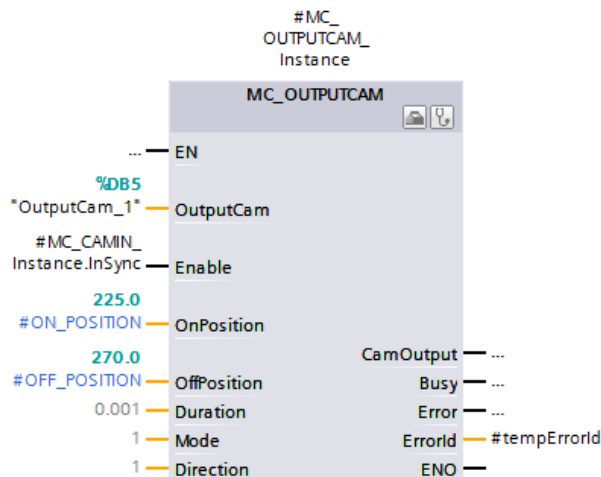 #MC_
OUTPUTCAM_
Instance
MC_OUTPUTCAM
... EN
%DB5
"OutputCam_1" OutputCam
#MC_CAMIN_
Instance.InSync Enable
225.0
#ON_POSITION OnPosition
CamOutput ...
270.0
#OFF_POSITION OffPosition Busy ...
0.001 Duration Error ...
1 Mode ErrorId #tempErrorId
1 Direction ENO